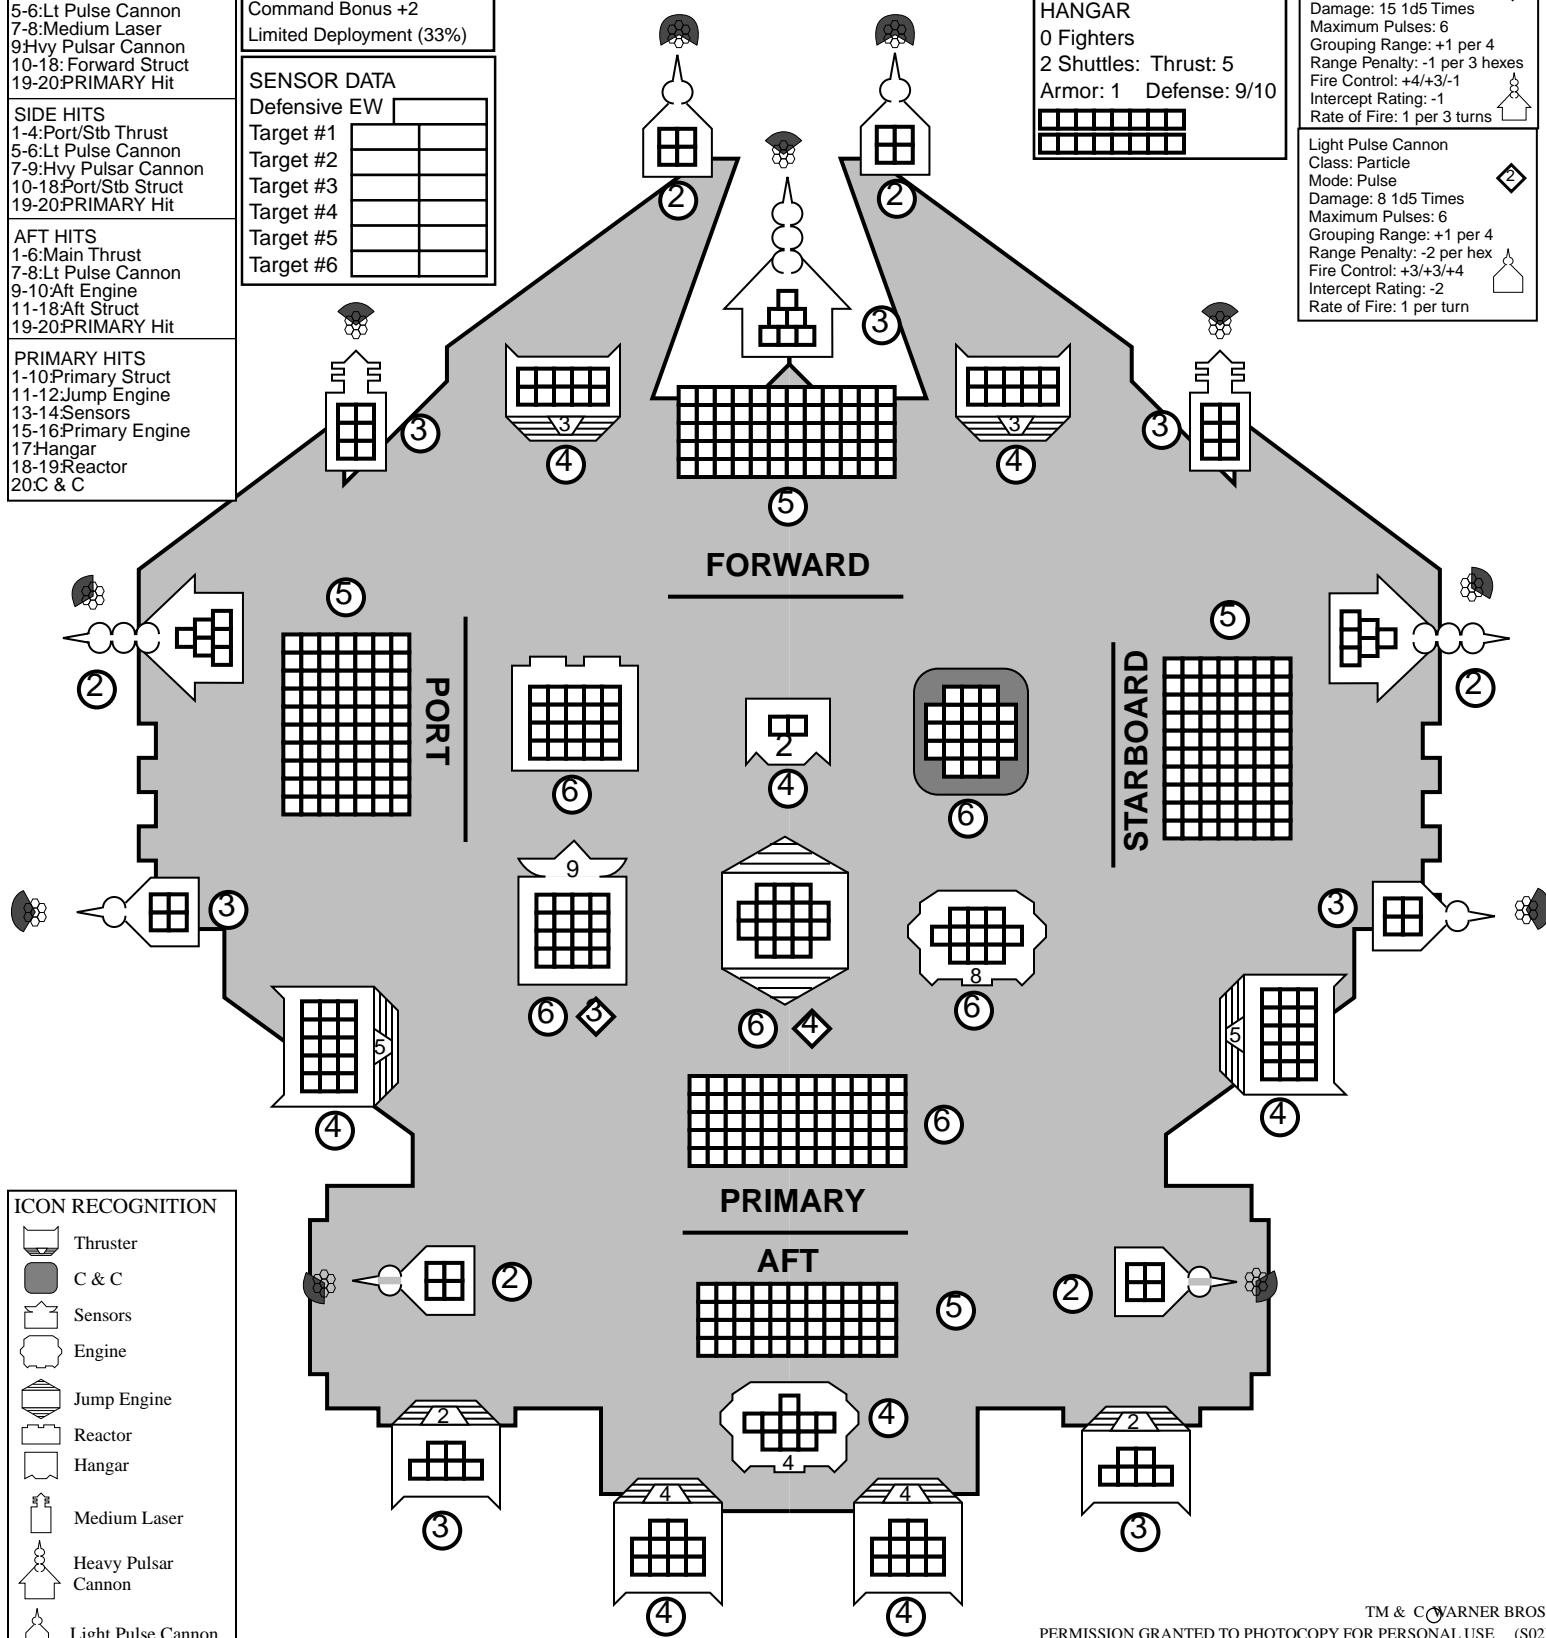 5-6:Lt Pulse Cannon
7-8:Medium Laser
9:Hvy Pulsar Cannon
10-18: Forward Struct
19-20:PRIMARY Hit
SIDE HITS
1-4:Port/Stb Thrust
5-6:Lt Pulse Cannon
7-9:Hvy Pulsar Cannon
10-18:Port/Stb Struct
19-20:PRIMARY Hit
AFT HITS
1-6:Main Thrust
7-8:Lt Pulse Cannon
9-10:Aft Engine
11-18:Aft Struct
19-20:PRIMARY Hit
PRIMARY HITS
1-10:Primary Struct
11-12:Jump Engine
13-14:Sensors
15-16:Primary Engine
17:Hangar
18-19:Reactor
20:C & C
Command Bonus +2
Limited Deployment (33%)
SENSOR DATA
Defensive EW
Target #1
Target #2
Target #3
Target #4
Target #5
Target #6
HANGAR
0 Fighters
2 Shuttles: Thrust: 5
Armor: 1 Defense: 9/10
Damage: 15 1d5 Times
Maximum Pulses: 6
Grouping Range: +1 per 4
Range Penalty: -1 per 3 hexes
Fire Control: +4/+3/-1
Intercept Rating: -1
Rate of Fire: 1 per 3 turns
Light Pulse Cannon
Class: Particle
Mode: Pulse
2
Damage: 8 1d5 Times
Maximum Pulses: 6
Grouping Range: +1 per 4
Range Penalty: -2 per hex
Fire Control: +3/+3/+4
Intercept Rating: -2
Rate of Fire: 1 per turn
2 2
3
3 3
3 3
4 4
5
FORWARD
5 5
2 2
PORT
STARBOARD
2
6 4 6
9
3 3
8
6 3 6 4 6
5 5
4 4
6
PRIMARY
AFT
2 2
5
2 4 2
4
3 3
4 4
4 4
ICON RECOGNITION
Thruster
C & C
Sensors
Engine
Jump Engine
Reactor
Hangar
Medium Laser
Heavy Pulsar
Cannon
Light Pulse Cannon
TM & C WARNER BROS
PERMISSION GRANTED TO PHOTOCOPY FOR PERSONAL USE (S02